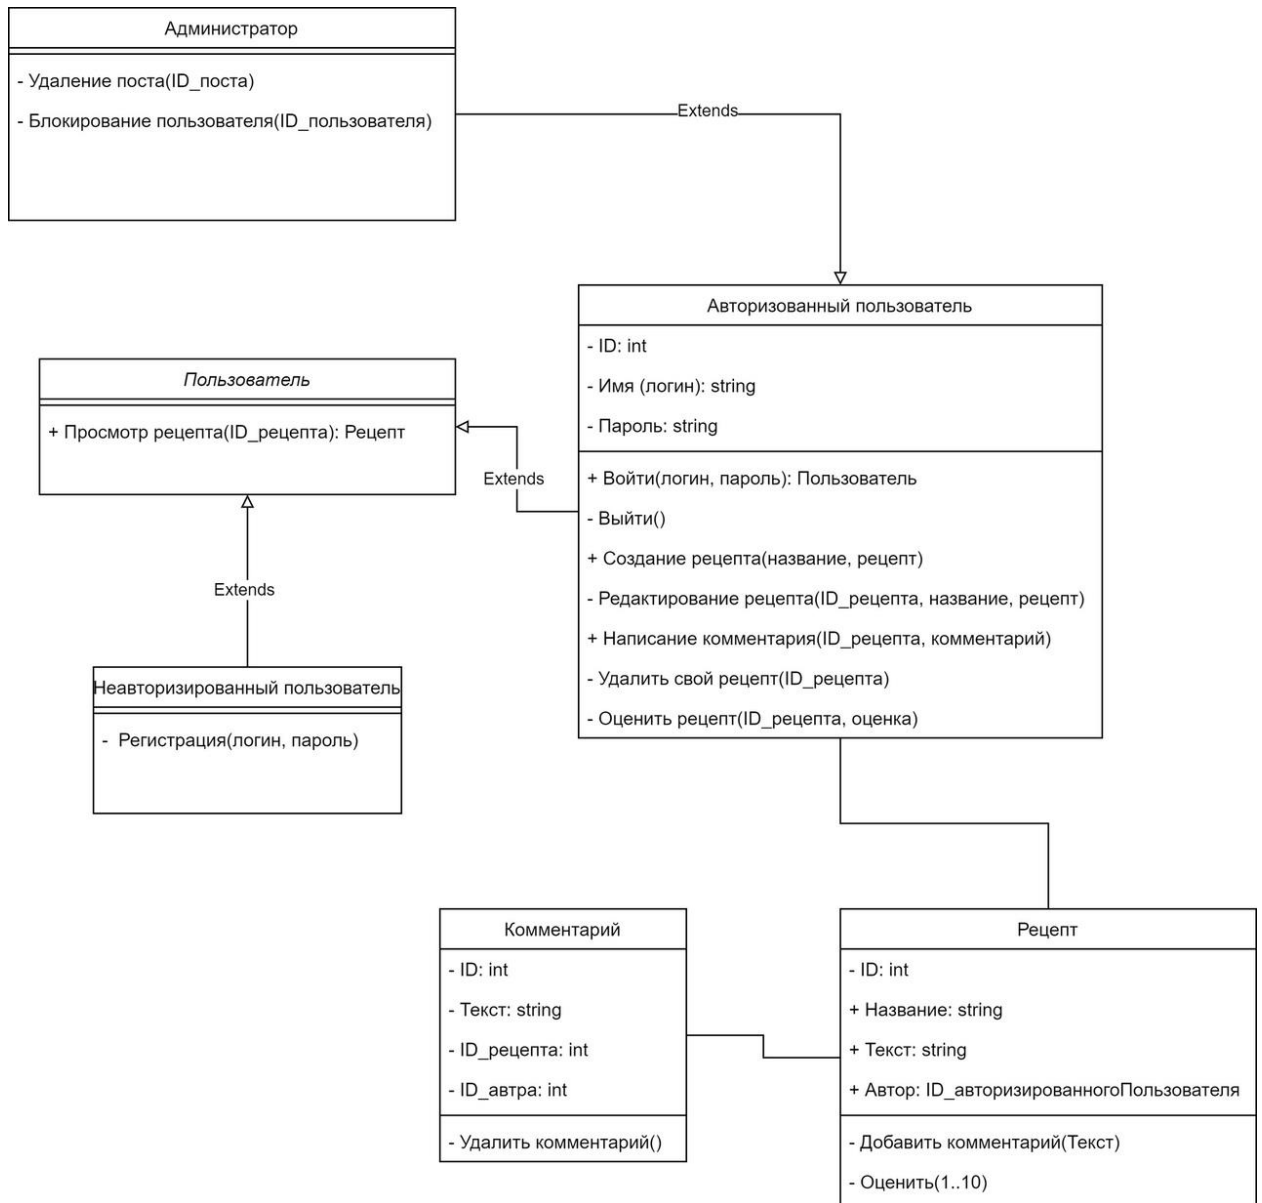 Администратор
- Удаление поста(ID_поста)
- Блокирование пользователя(ID_пользователя)
Extends
Авторизованный пользователь
- ID: int
- Имя (логин): string
- Пароль: string
+ Войти(логин, пароль): Пользователь
- Выйти()
+ Создание рецепта(название, рецепт)
- Редактирование рецепта(ID_рецепта, название, рецепт)
+ Написание комментария(ID_рецепта, комментарий)
- Удалить свой рецепт(ID_рецепта)
- Оценить рецепт(ID_рецепта, оценка)
Пользователь
+ Просмотр рецепта(ID_рецепта): Рецепт
Extends
Extends
Неавторизированный пользователь
- Регистрация(логин, пароль)
Комментарий
- ID: int
- Текст: string
- ID_рецепта: int
- ID_автра: int
- Удалить комментарий()
Рецепт
- ID: int
+ Название: string
+ Текст: string
+ Автор: ID_авторизированногоПользователя
- Добавить комментарий(Текст)
- Оценить(1..10)